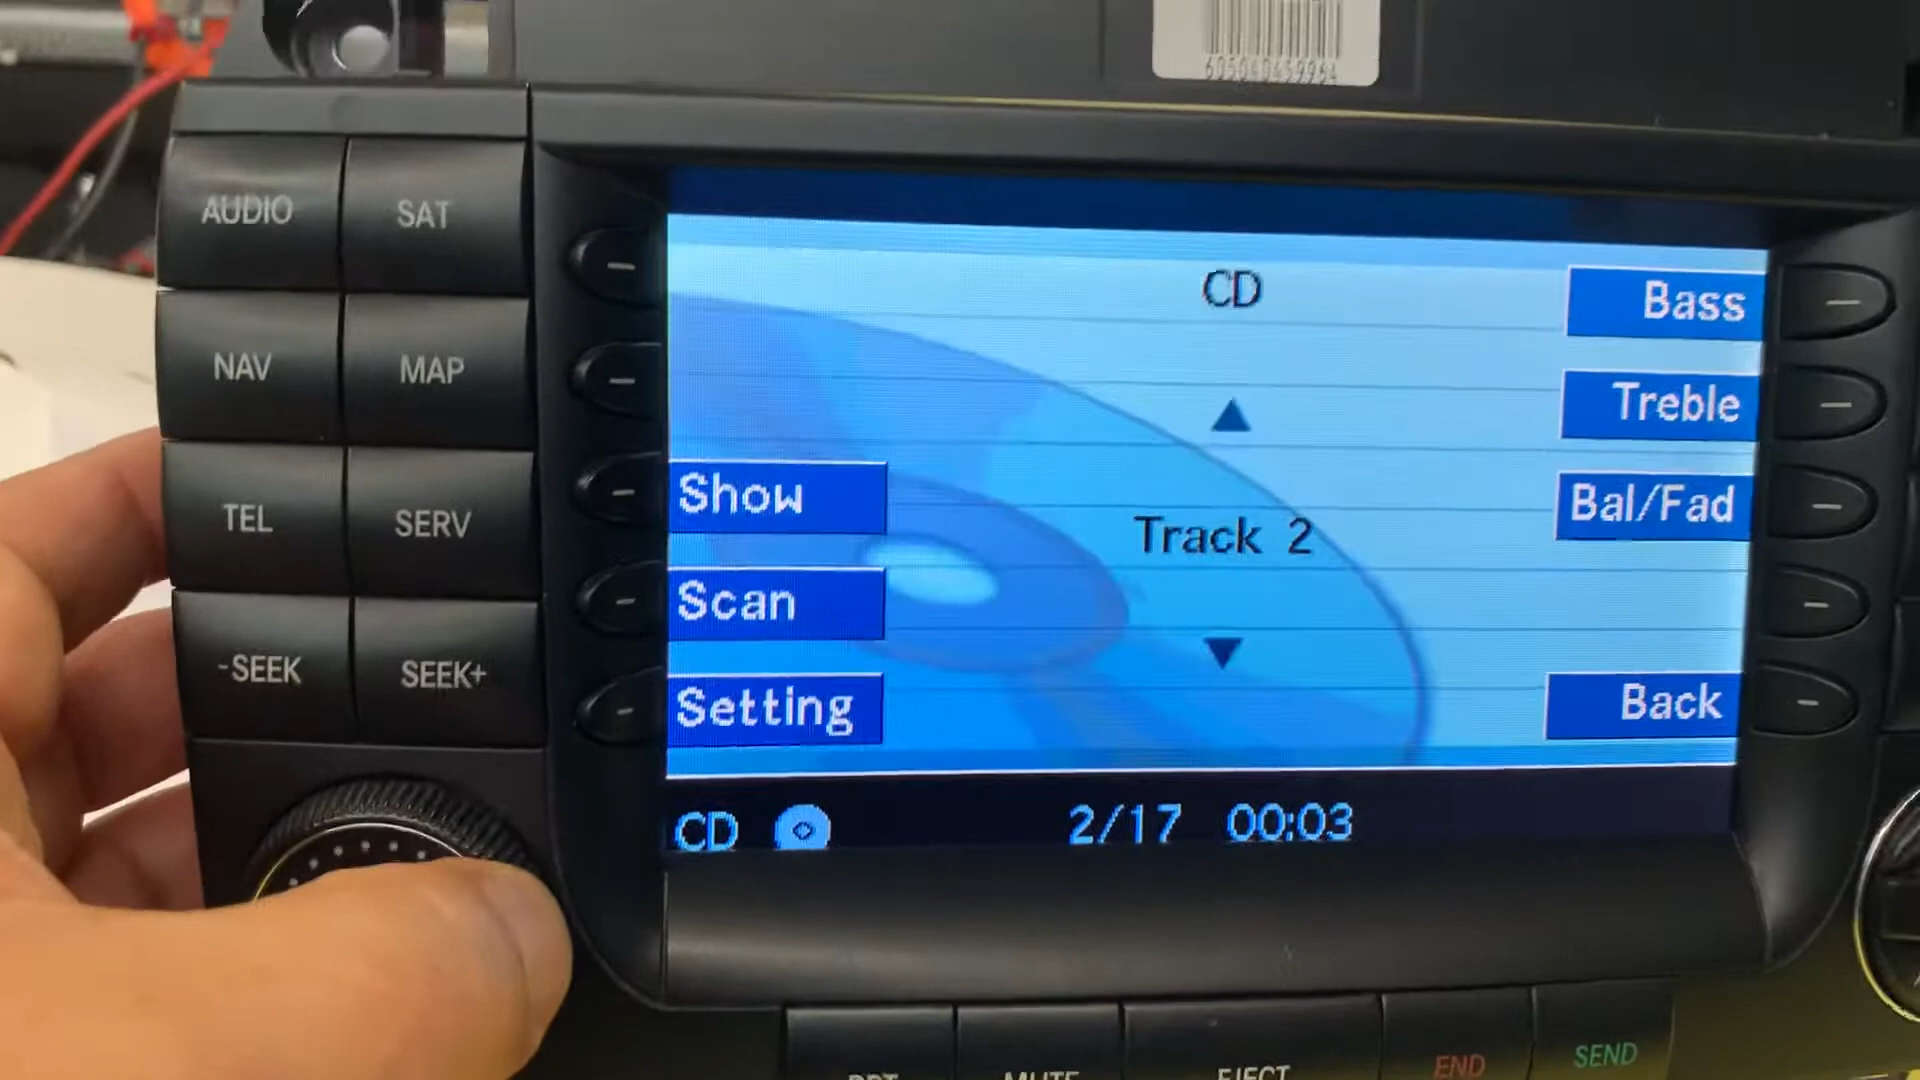 AUDIO
SAT
NAV
MAP
TEL
SERV
-SEEK
SEEK+
CD
Bass
Treble
Show
Bal/Fad
Track 2
Scan
Setting
Back
CD 2/17 00:03
MUTE
EJECT
END
SEND